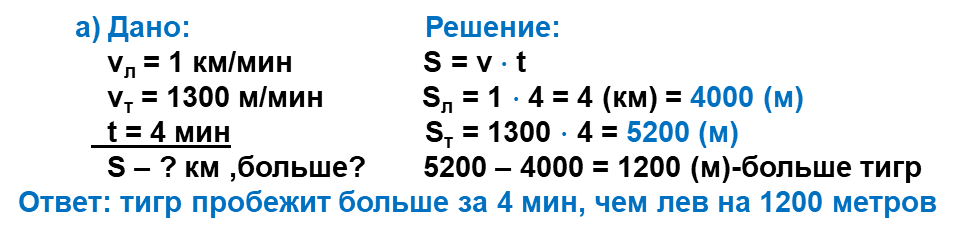 а) Дано: Решение:
vл = 1 км/мин S = v · t
vт = 1300 м/мин Sл = 1 · 4 = 4 (км) = 4000 (м)
t = 4 мин Sт = 1300 · 4 = 5200 (м)
S – ? км ,больше? 5200 – 4000 = 1200 (м)-больше тигр
Ответ: тигр пробежит больше за 4 мин, чем лев на 1200 метров